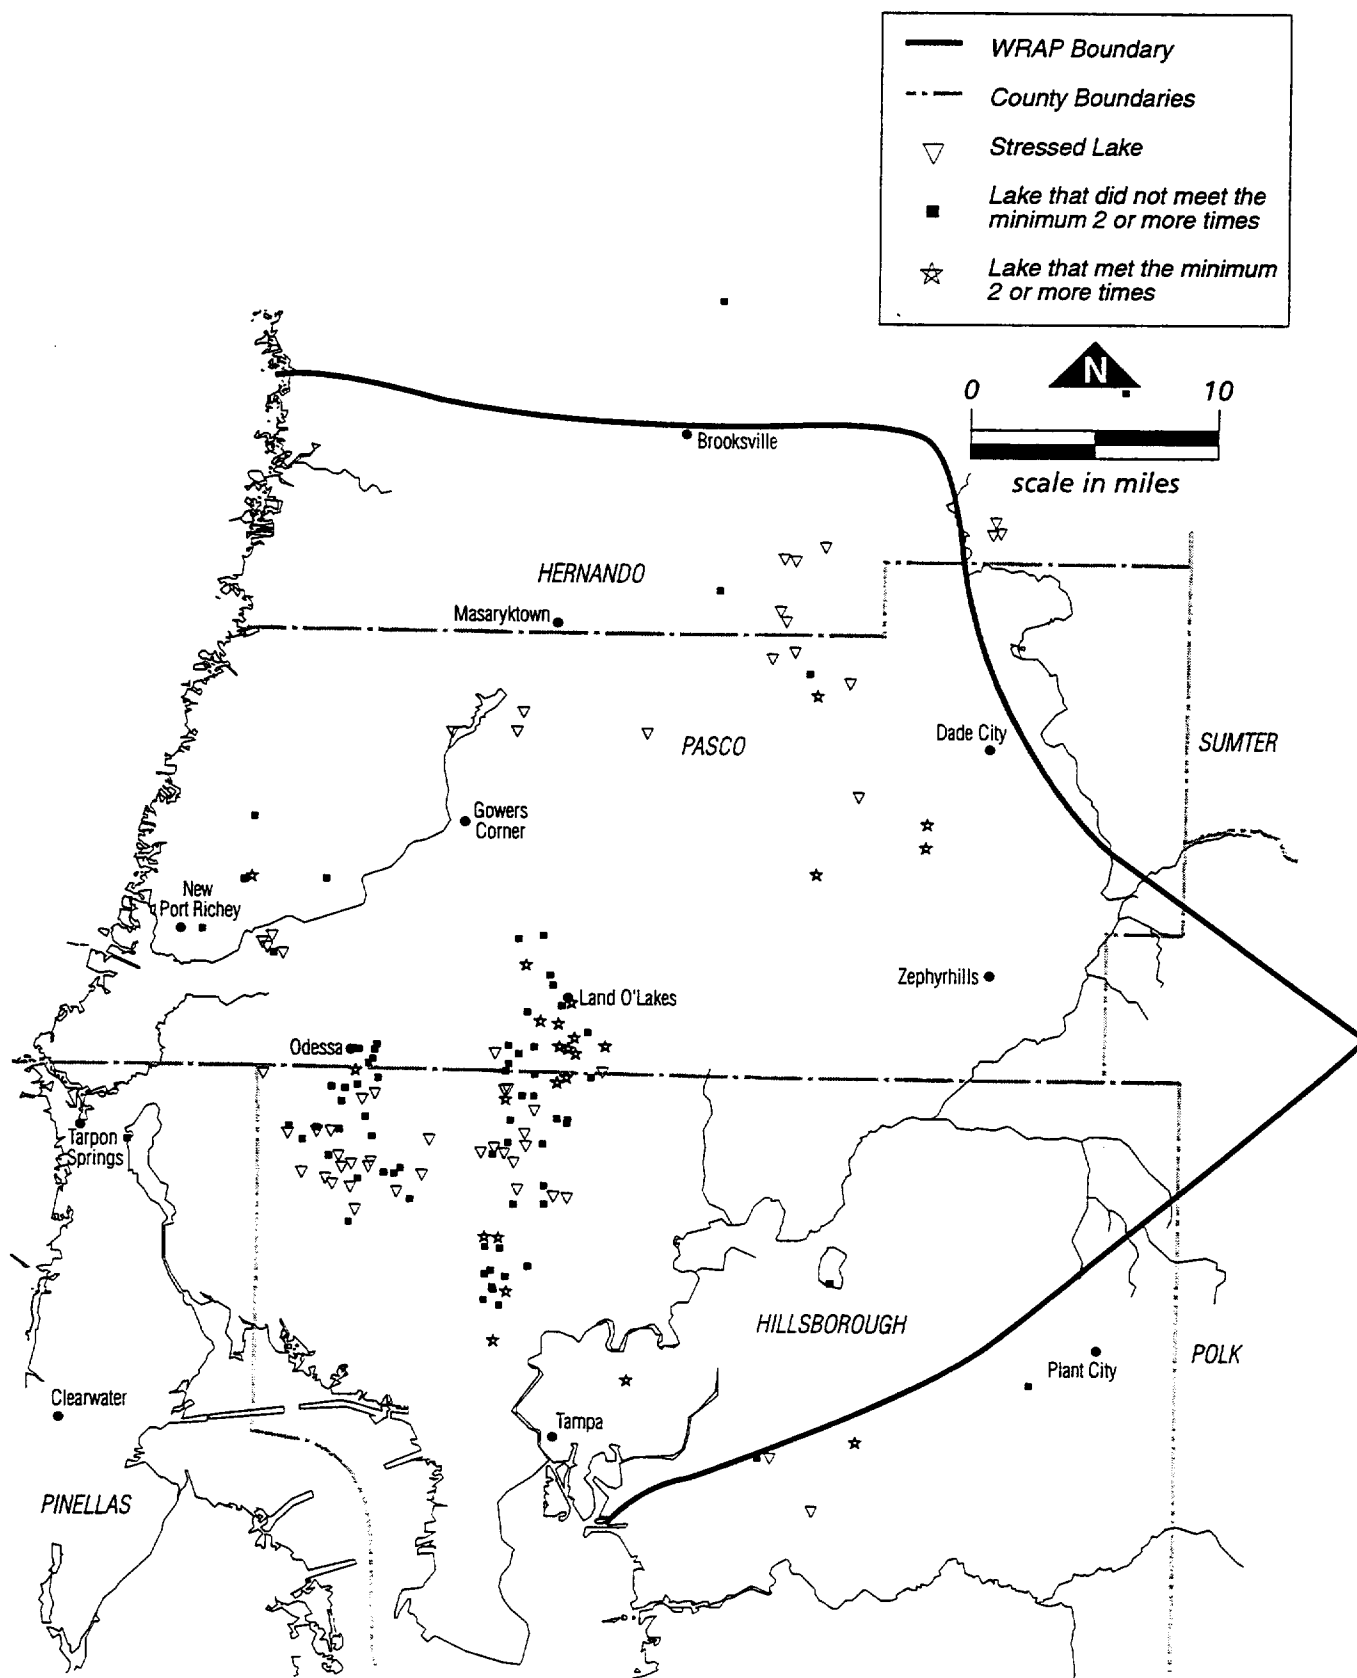 WRAP Boundary
County Boundaries
Stressed Lake
Lake that did not meet the
minimum 2 or more times
Lake that met the minimum
2 or more times
N
0
10
scale in miles
Brooksville
HERNANDO
Masaryktown
PASCO
Dade City
SUMTER
Gowers
Corner
New
Port Richey
Zephyrhills
Land O'Lakes
Odessa
Tarpon
Springs
HILLSBOROUGH
POLK
Plant City
Clearwater
Tampa
PINELLAS